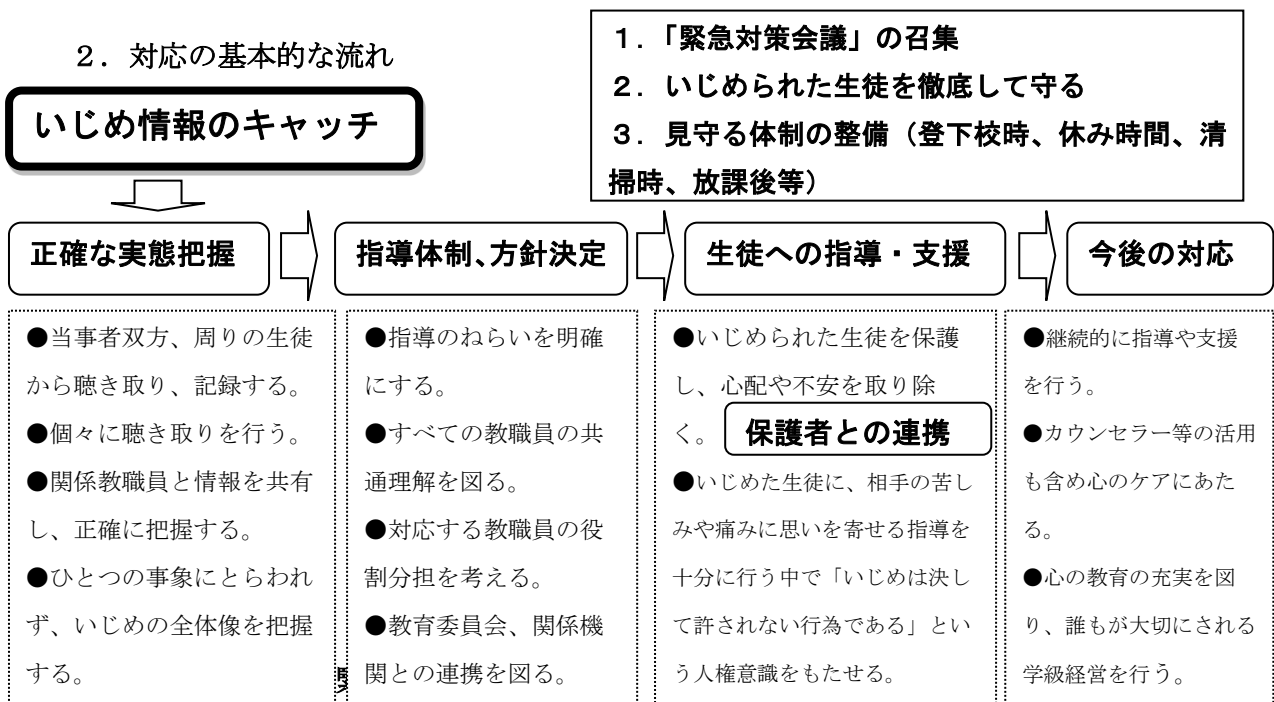 ２．対応の基本的な流れ
いじめ情報のキャッチ
１．「緊急対策会議」の召集
２．いじめられた生徒を徹底して守る
３．見守る体制の整備（登下校時、休み時間、清
掃時、放課後等）
正確な実態把握
指導体制、方針決定
生徒への指導・支援
今後の対応
●当事者双方、周りの生徒
から聴き取り、記録する。
●個々に聴き取りを行う。
●関係教職員と情報を共有
し、正確に把握する。
●ひとつの事象にとらわれ
ず、いじめの全体像を把握
する。
●指導のねらいを明確
にする。
●すべての教職員の共
通理解を図る。
●対応する教職員の役
割分担を考える。
●教育委員会、関係機
関との連携を図る。
●いじめられた生徒を保護
し、心配や不安を取り除
く。
保護者との連携
●いじめた生徒に、相手の苦し
みや痛みに思いを寄せる指導を
十分に行う中で「いじめは決し
て許されない行為である」とい
う人権意識をもたせる。
●継続的に指導や支援
を行う。
●カウンセラー等の活用
も含め心のケアにあた
る。
●心の教育の充実を図
り、誰もが大切にされる
学級経営を行う。